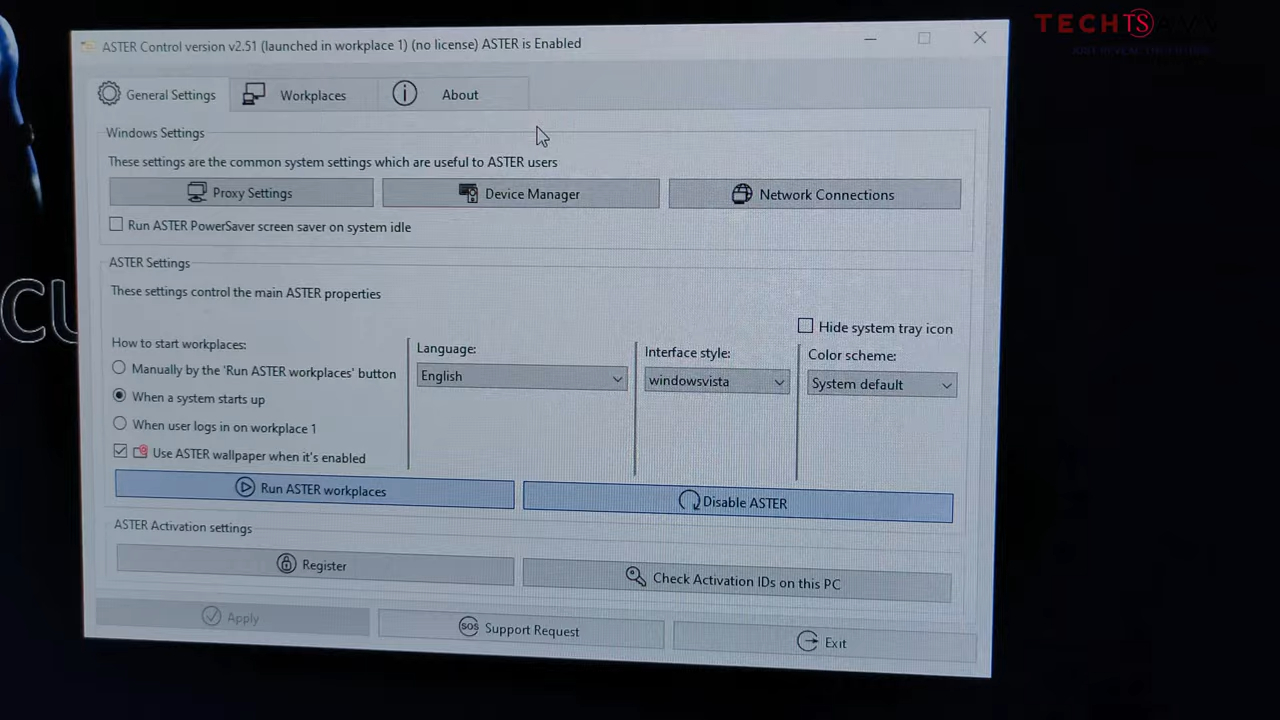 TECHTS
ASTER Control version v2.51 (launched in workplace 1) (no license) ASTER is Enabled
General Settings
Workplaces
About
Windows Settings
These settings are the common system settings which are useful to ASTER users
Proxy Settings
Device Manager
Network Connections
Run ASTER PowerSaver screen saver on system idle
ASTER Settings
These settings control the main ASTER properties
Hide system tray icon
How to start workplaces:
Language:
Interface style:
Color scheme:
Manually by the 'Run ASTER workplaces' button
English
windowsvista
System default
When a system starts up
When user logs in on workplace 1
Use ASTER wallpaper when it's enabled
Run ASTER workplaces
Disable ASTER
ASTER Activation settings
Register
Check Activation IDs on this PC
Apply
SOS
Support Request
Exit
CU